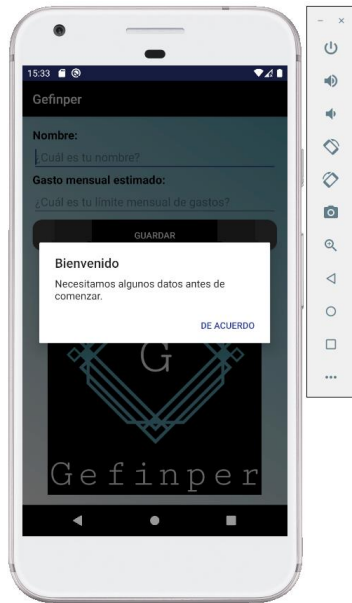 15:33
Gefinper
Nombre:
¿Cuál es tu nombre?
Gasto mensual estimado:
¿Cuál es tu límite mensual de gastos?
GUARDAR
Bienvenido
Necesitamos algunos datos antes de
comenzar.
DE ACUERDO
G
Gefinper